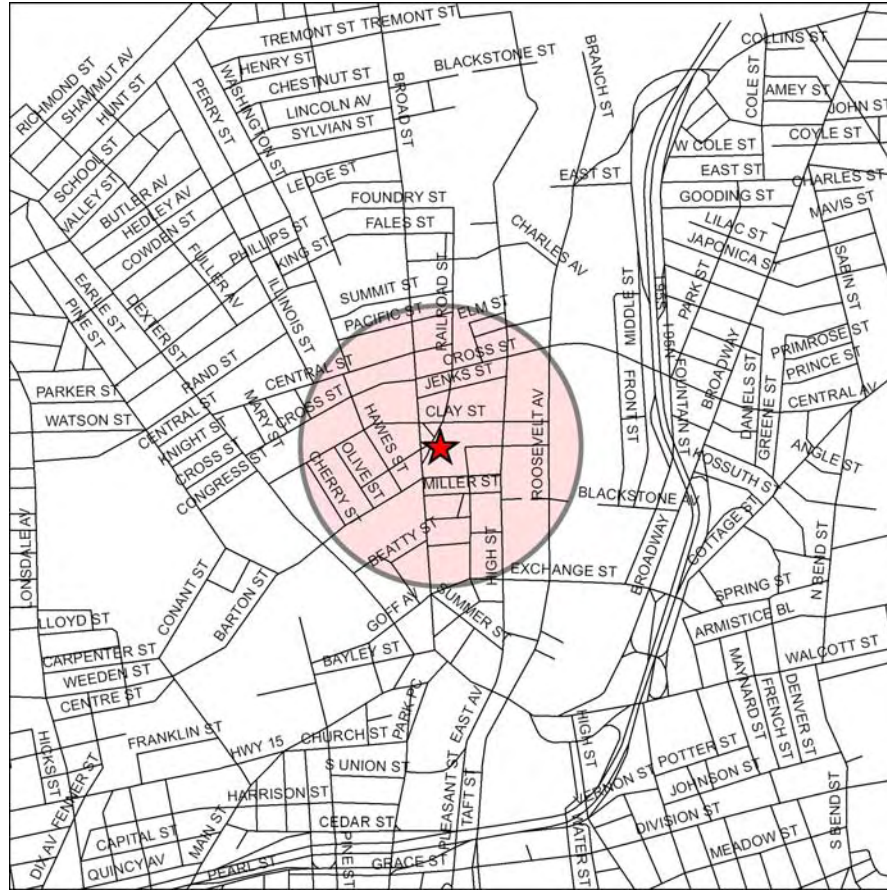 TREMONT ST
TREMONT ST
HENRY ST
CHESTNUT ST
LINCOLN AV
SYLVIAN ST
LEDGE ST
BROAD ST
BLACKSTONE ST
BRANCH ST
COLLINS ST
COLE ST
AMEY ST
JOHN ST
COYLE ST
W COLE ST
EAST ST
EAST ST
CHARLES ST
GOODING ST
MAVIS ST
LILAC ST
JAPONICA ST
SABIN ST
RICHMOND ST
SHAWMUT AV
HUNT ST
PERRY ST
WASHINGTON ST
SCHOOL ST
VALLEY ST
BUTLER AV
HEDLEY AV
COWDEN ST
FULLER AV
PHILLIPS ST
KING ST
ILLINOIS ST
FOUNDRY ST
FALES ST
CHARLES AV
RAILROAD ST
SUMMIT ST
PACIFIC ST
ELM ST
MIDDLE ST
I 95S
I 95N
PARK ST
BROADWAY
EARLE ST
PINE ST
DEXTER ST
RAND ST
CENTRAL ST
CROSS ST
CROSS ST
JENKS ST
CLAY ST
FRONT ST
FOUNTAIN ST
DANIELS ST
GREENE ST
PRIMROSE ST
PRINCE ST
CENTRAL AV
PARKER ST
WATSON ST
CENTRAL ST
KNIGHT ST
CROSS ST
CONGRESS ST
MARY ST
HAWES ST
OLIVE ST
CHERRY ST
MILLER ST
ROOSEVELT AV
BLACKSTONE AV
KOSSUTH ST
ANGLE ST
COTTAGE ST
N BEND ST
LONSDALE AV
BEATTY ST
HIGH ST
EXCHANGE ST
BROADWAY
SPRING ST
ARMISTICE BL
WALCOTT ST
CONANT ST
BARTON ST
GOFF AV
SUMMER ST
LLOYD ST
CARPENTER ST
WEEDEN ST
CENTRE ST
BAYLEY ST
PARK PC
EAST AV
MAYNARD ST
FRENCH ST
DENVER ST
HICKS ST
FRANKLIN ST
HWY 15
CHURCH ST
S UNION ST
HIGH ST
POTTER ST
VERNON ST
JOHNSON ST
DIVISION ST
S BEND ST
DIX AV
FENNER ST
HARRISON ST
CEDAR ST
PLEASANT ST
TAFT ST
CAPITAL ST
MAIN ST
QUINCY AV
PEARL ST
PINE ST
GRACE ST
WATER ST
MEADOW ST